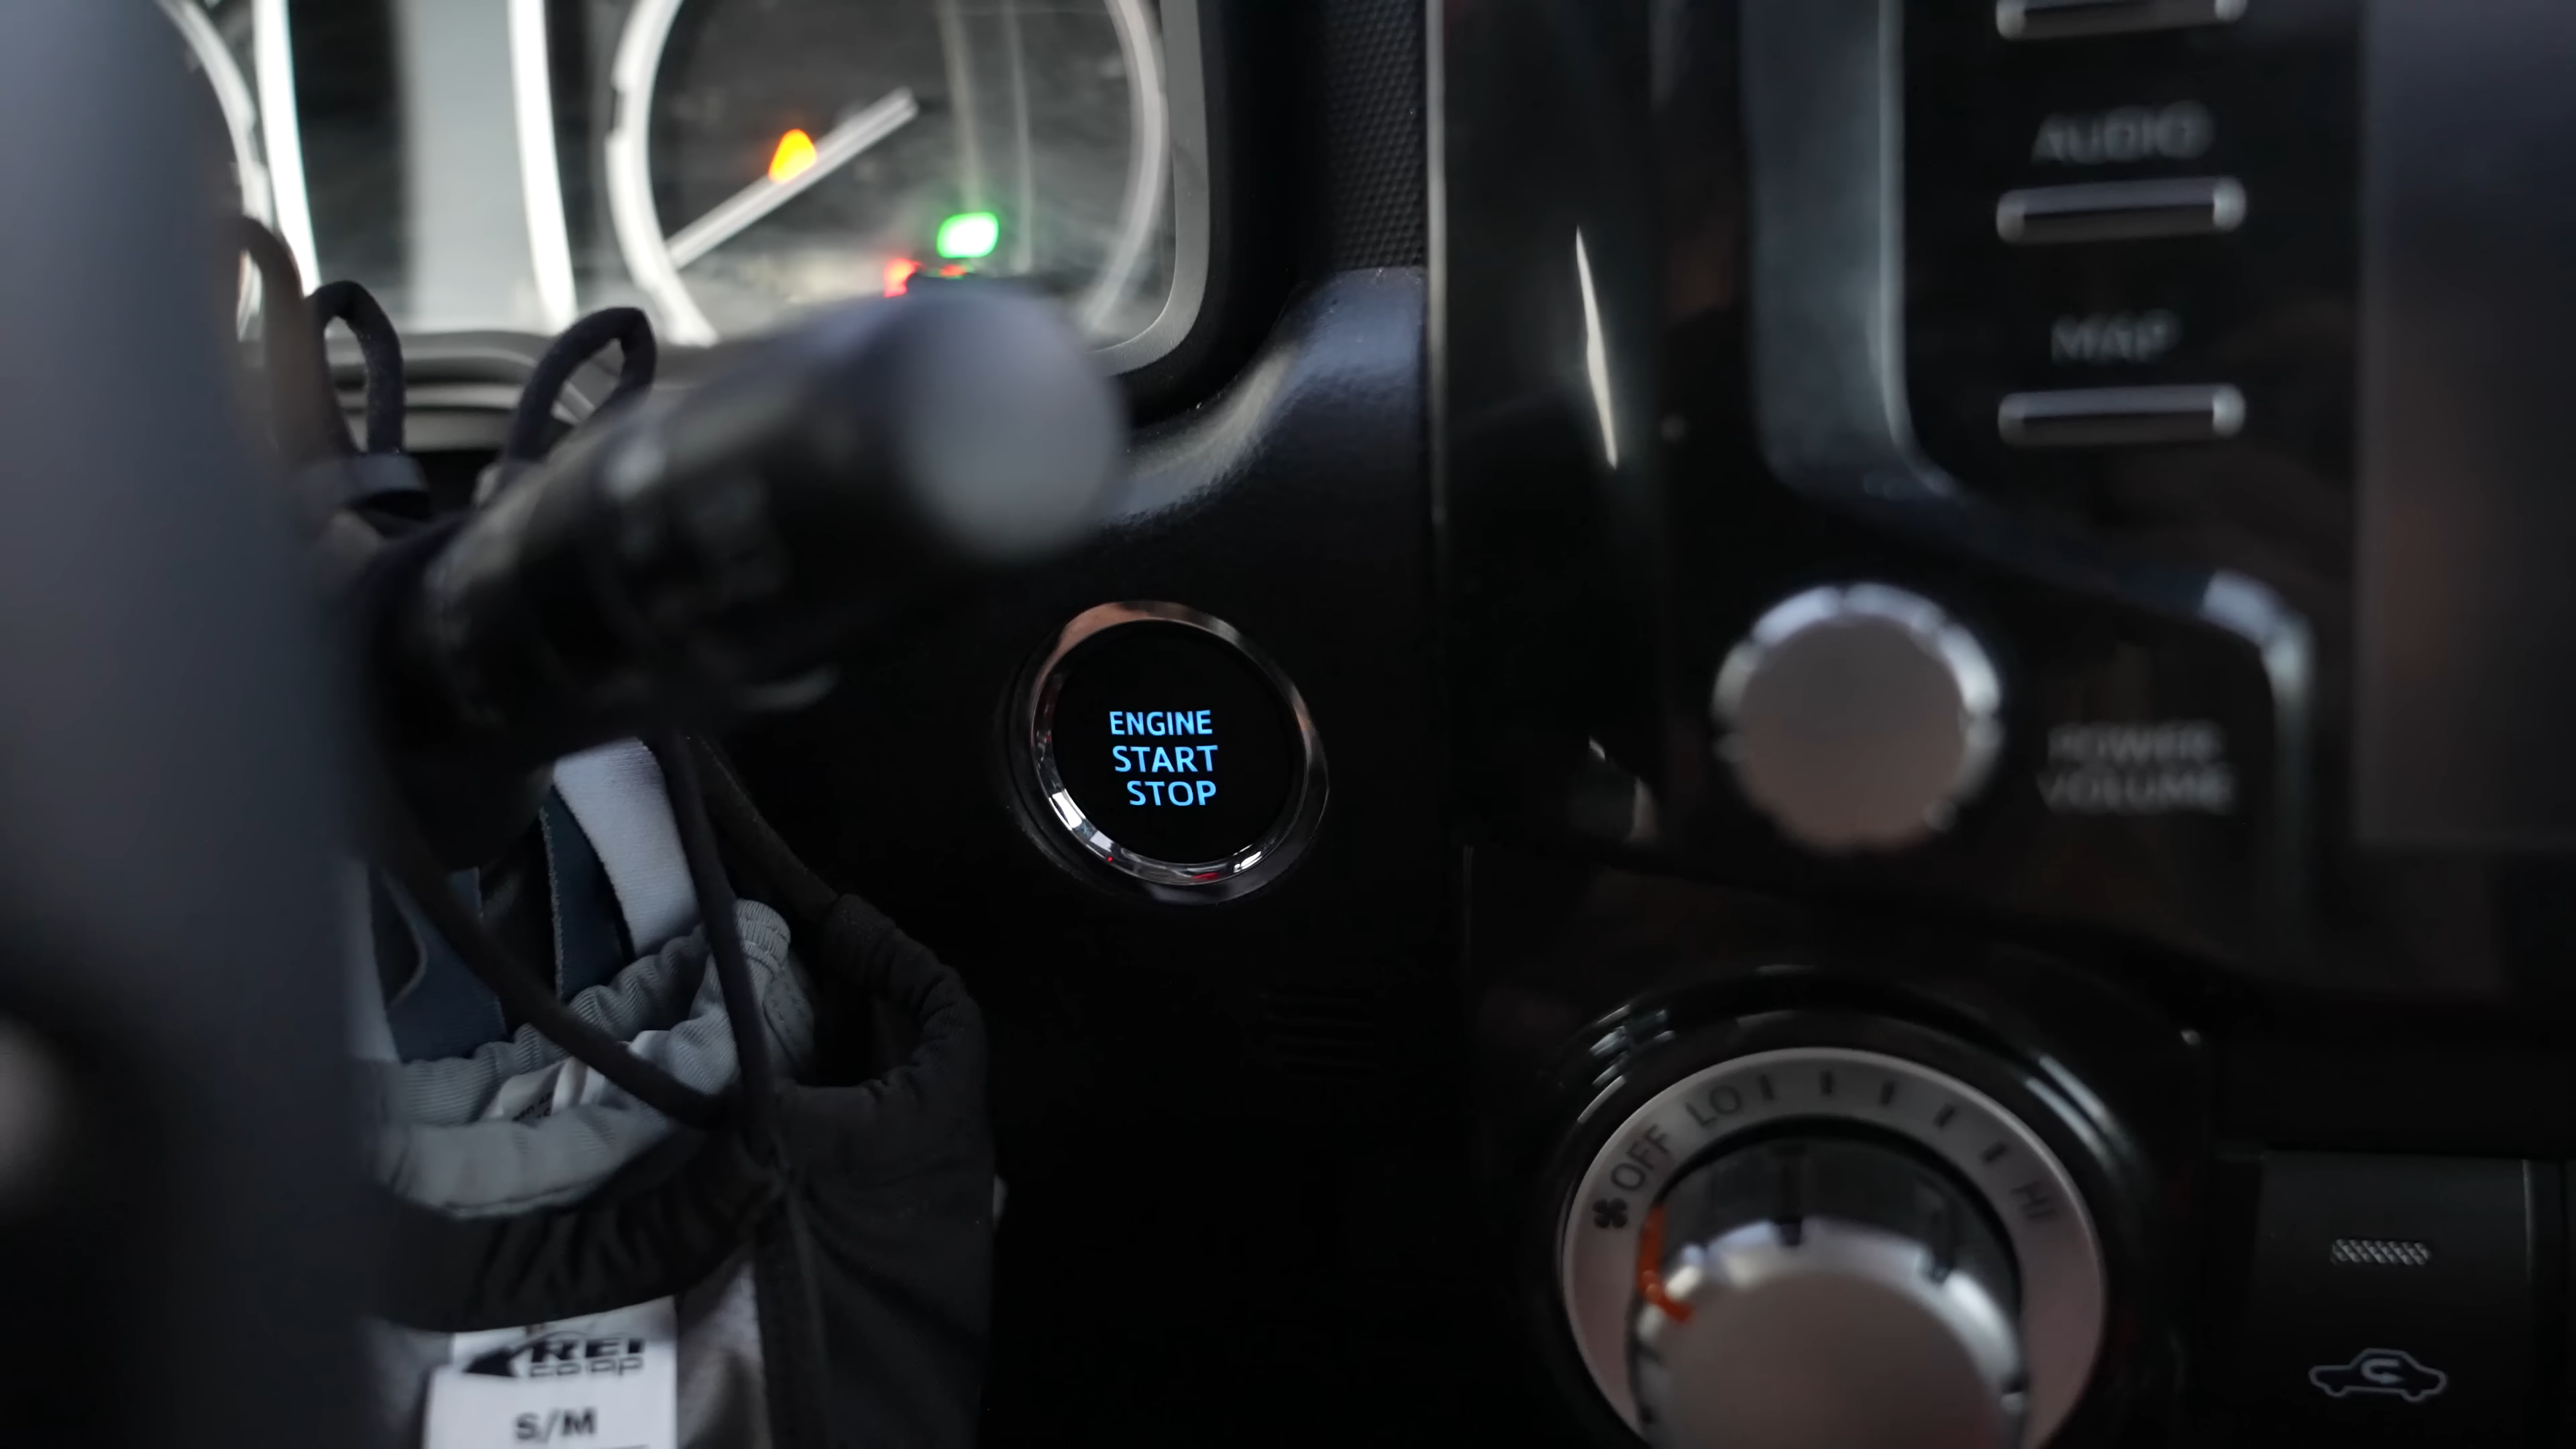 AUDIO
MAP
ENGINE
START
STOP
POWER
VOLUME
OFF LO HI
REI
co·op
S/M